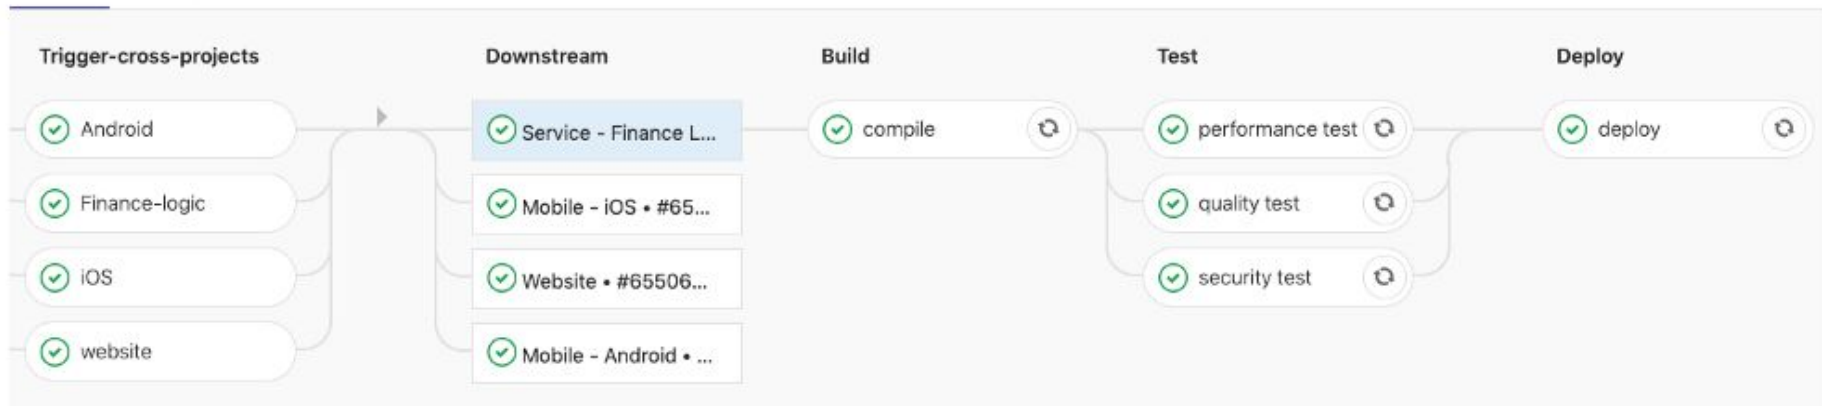 Trigger-cross-projects
Android
Finance-logic
iOS
website
Downstream
Service - Finance L...
Mobile - iOS • #65...
Website • #65506...
Mobile - Android • ...
Build
compile
Test
performance test
quality test
security test
Deploy
deploy